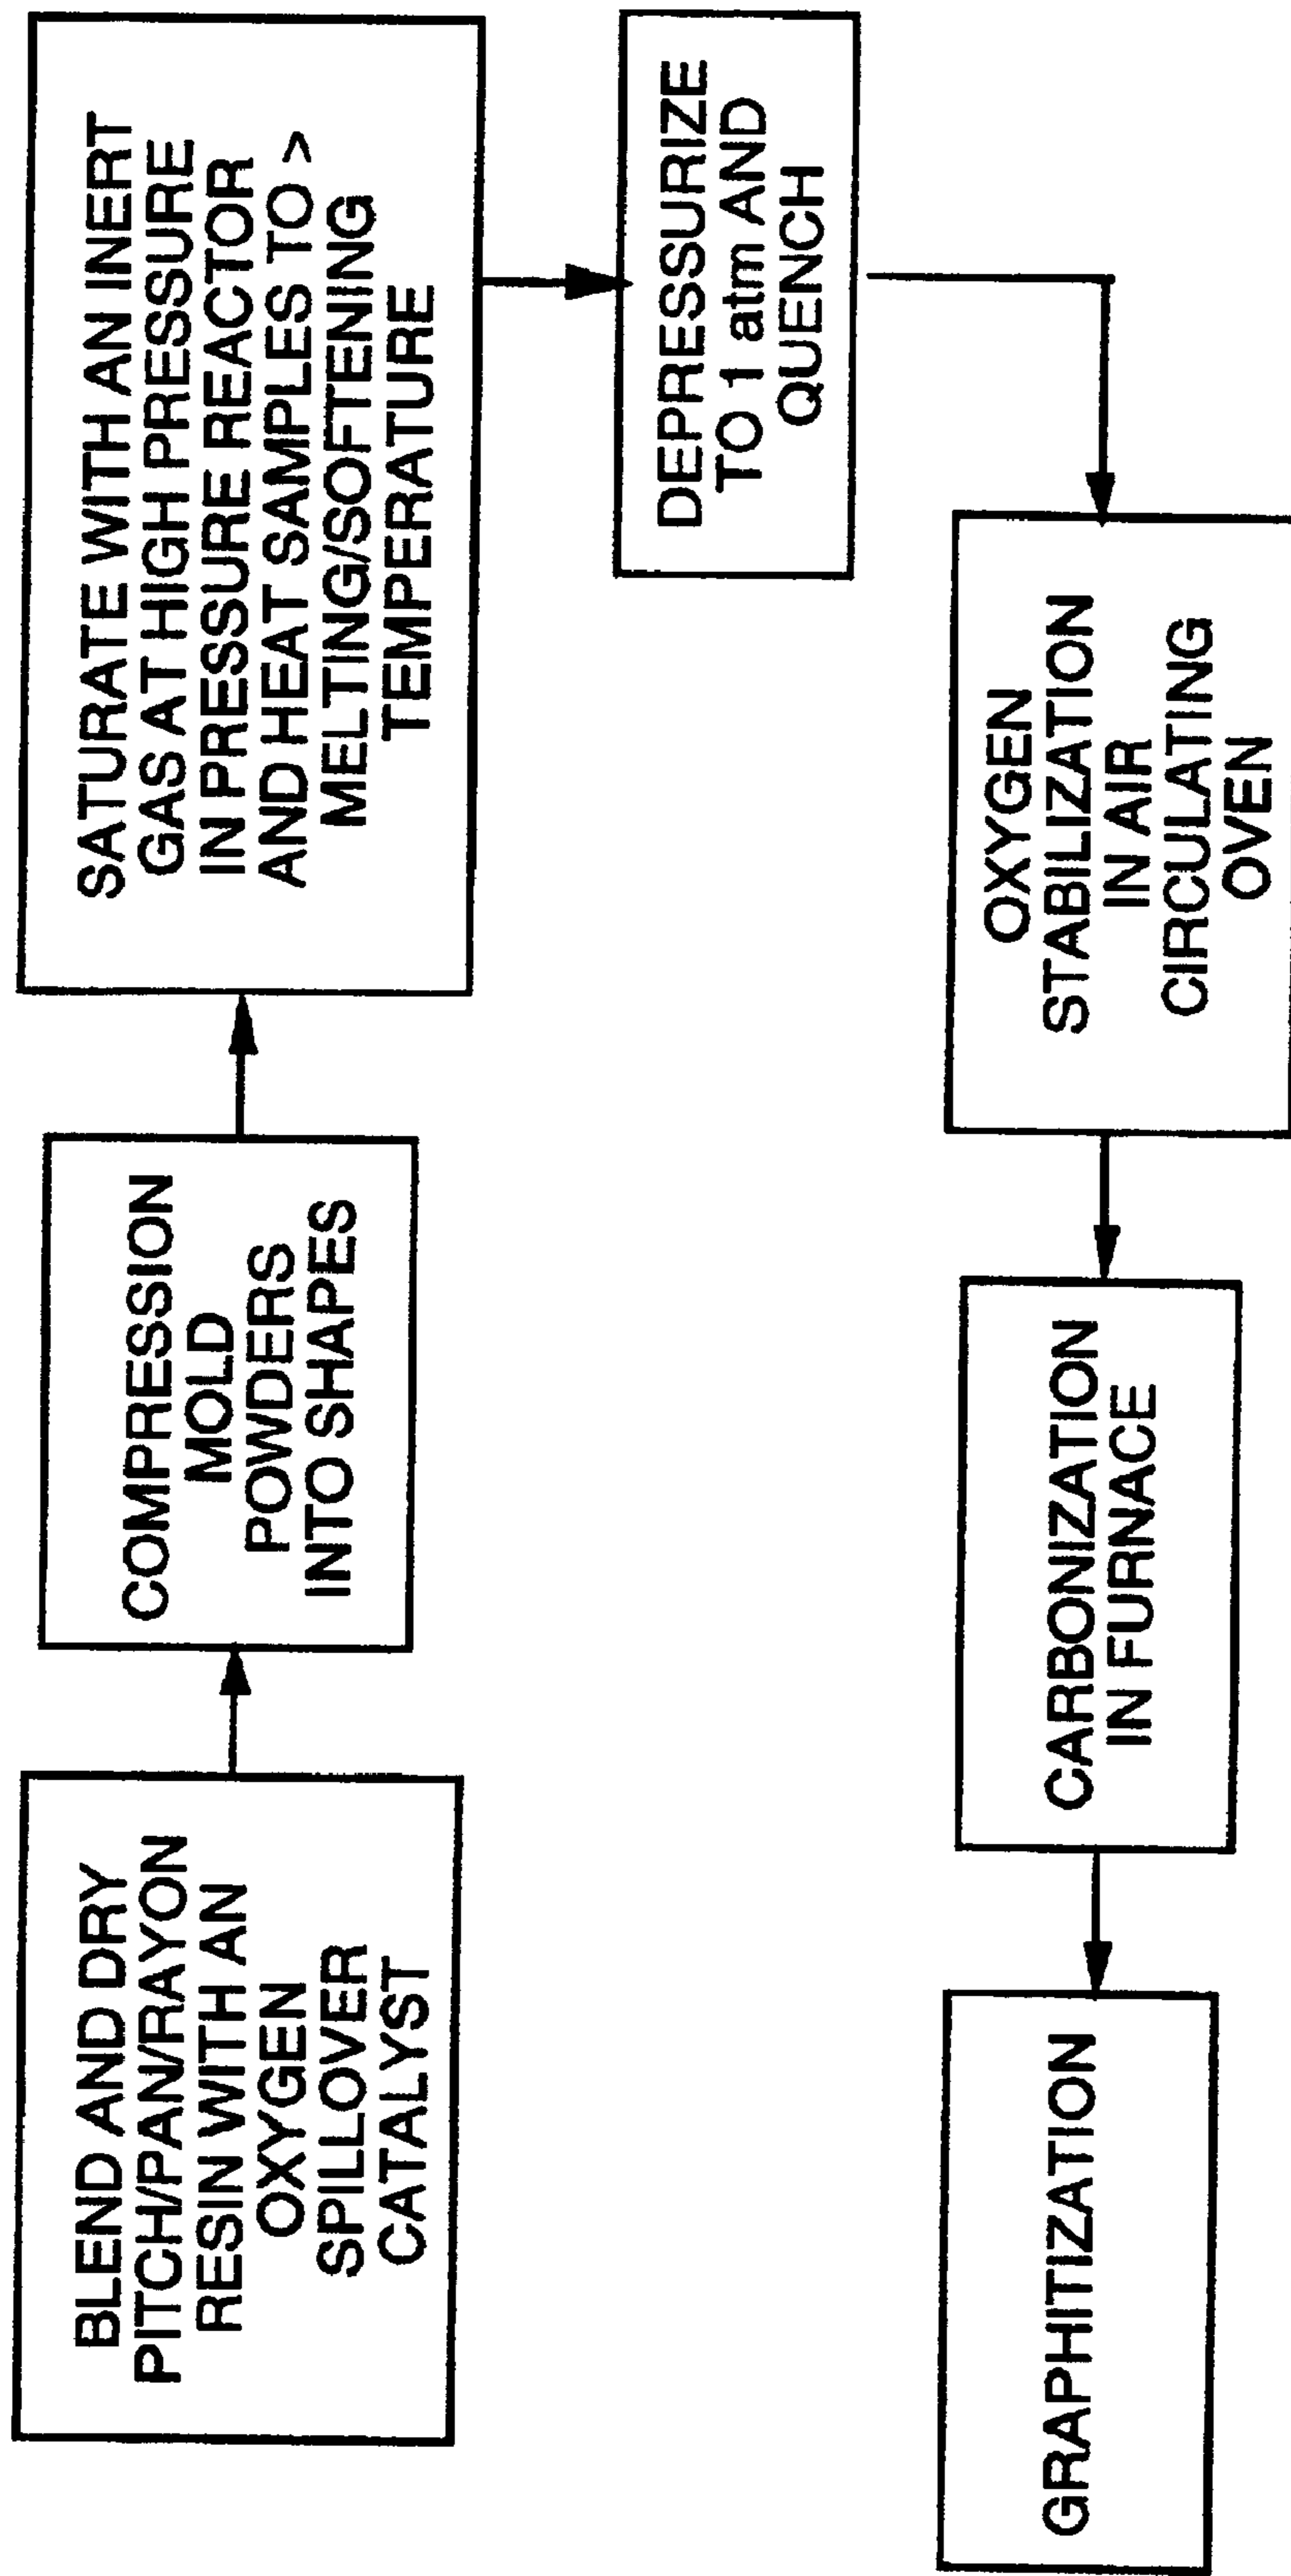 BLEND AND DRY
PITCH/PAN/RAYON
RESIN WITH AN
OXYGEN
SPILLOVER
CATALYST
COMPRESSION
MOLD
POWDERS
INTO SHAPES
SATURATE WITH AN INERT
GAS AT HIGH PRESSURE
IN PRESSURE REACTOR
AND HEAT SAMPLES TO >
MELTING/SOFTENING
TEMPERATURE
DEPRESSURIZE
TO 1 atm AND
QUENCH
OXYGEN
STABILIZATION
IN AIR
CIRCULATING
OVEN
CARBONIZATION
IN FURNACE
GRAPHITIZATION